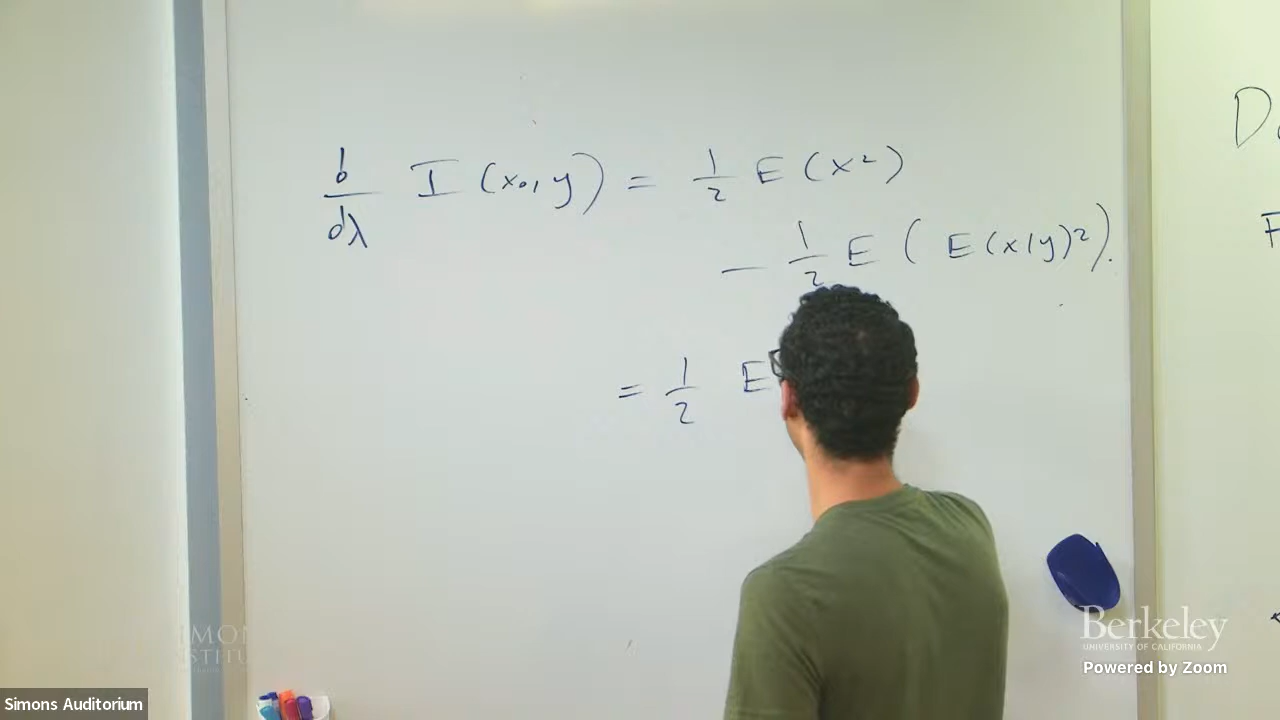 d/dλ I (x₀, y) = 1/2 E (x²)
— 1/2 E ( E(x|y)²).
= 1/2 E
D
F
Berkeley
UNIVERSITY OF CALIFORNIA
Powered by Zoom
Simons Auditorium